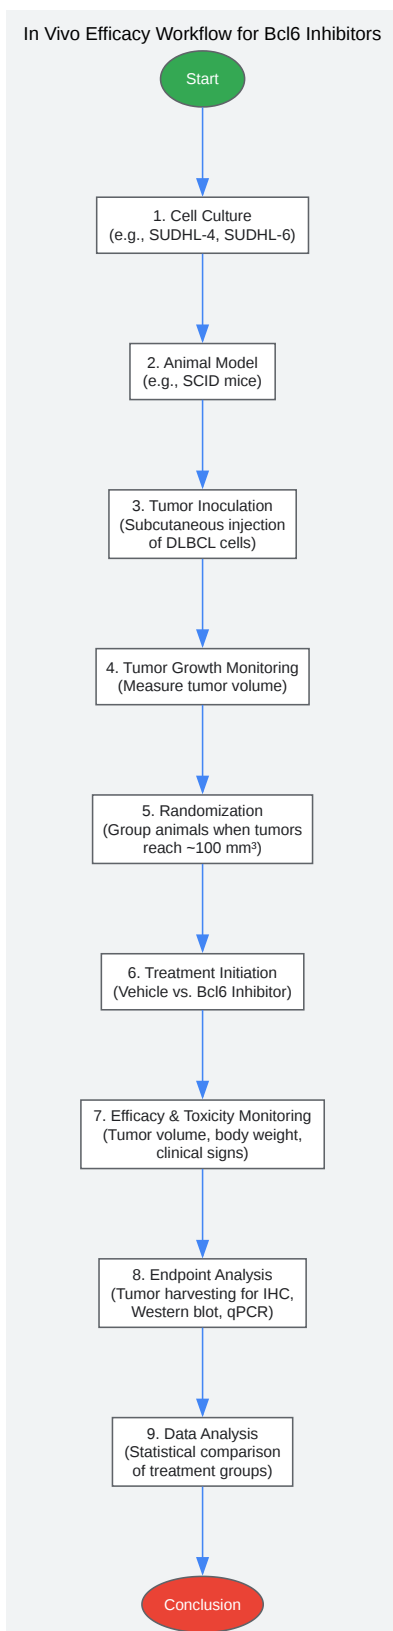 In Vivo Efficacy Workflow for Bcl6 Inhibitors
Start
1. Cell Culture
(e.g., SUDHL-4, SUDHL-6)
2. Animal Model
(e.g., SCID mice)
3. Tumor Inoculation
(Subcutaneous injection
of DLBCL cells)
4. Tumor Growth Monitoring
(Measure tumor volume)
5. Randomization
(Group animals when tumors
reach ~100 mm³)
6. Treatment Initiation
(Vehicle vs. Bcl6 Inhibitor)
7. Efficacy & Toxicity Monitoring
(Tumor volume, body weight,
clinical signs)
8. Endpoint Analysis
(Tumor harvesting for IHC,
Western blot, qPCR)
9. Data Analysis
(Statistical comparison
of treatment groups)
Conclusion